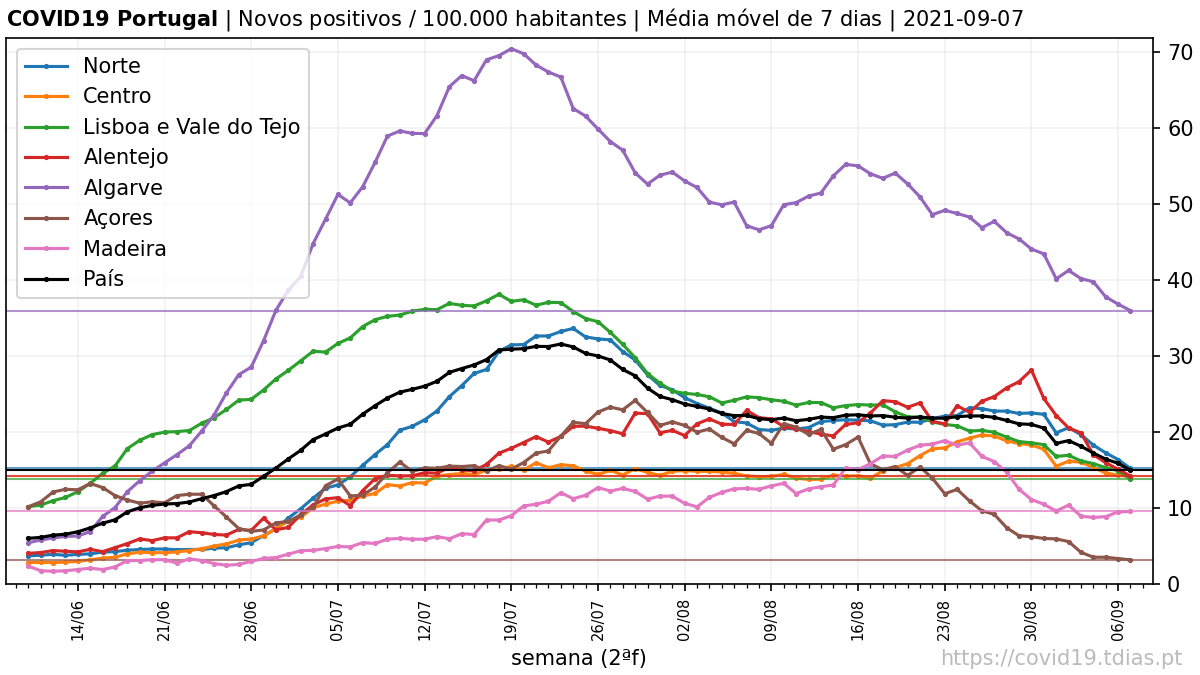 COVID19 Portugal | Novos positivos / 100.000 habitantes | Média móvel de 7 dias | 2021-09-07
Norte
Centro
Lisboa e Vale do Tejo
Alentejo
Algarve
Açores
Madeira
País
70
60
50
40
30
20
10
0
14/06
21/06
28/06
05/07
12/07
19/07
26/07
02/08
09/08
16/08
23/08
30/08
06/09
semana (2ªf)
https://covid19.tdias.pt